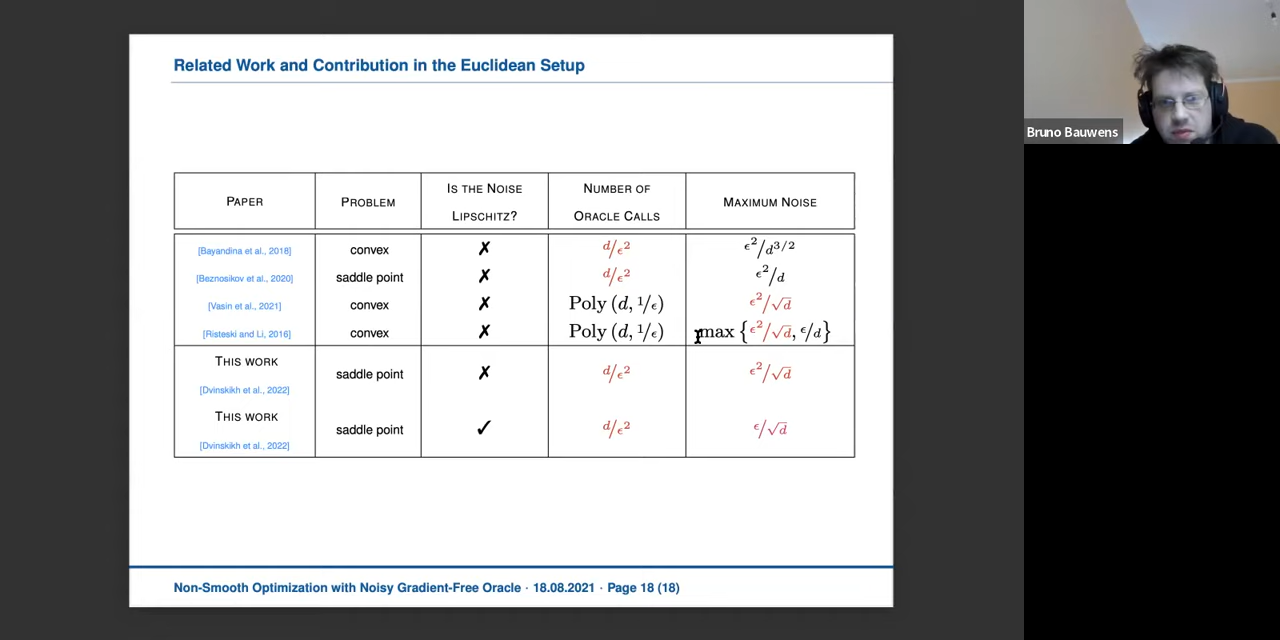 Related Work and Contribution in the Euclidean Setup
PAPER PROBLEM IS THE NOISE LIPSCHITZ? NUMBER OF ORACLE CALLS MAXIMUM NOISE
[Bayandina et al., 2018] convex ✗ d/ϵ² ϵ²/d^{3/2}
[Beznosikov et al., 2020] saddle point ✗ d/ϵ² ϵ²/d
[Vasin et al., 2021] convex ✗ Poly (d, 1/ϵ) ϵ²/√d
[Risteski and Li, 2016] convex ✗ Poly (d, 1/ϵ) max {ϵ²/√d, ϵ/d}
THIS WORK
[Dvinskikh et al., 2022] saddle point ✗ d/ϵ² ϵ²/√d
THIS WORK
[Dvinskikh et al., 2022] saddle point ✓ d/ϵ² ϵ/√d
Non-Smooth Optimization with Noisy Gradient-Free Oracle · 18.08.2021 · Page 18 (18)
Bruno Bauwens